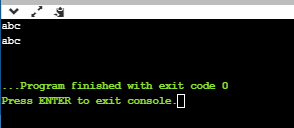 abc
abc
...Program finished with exit code 0
Press ENTER to exit console.